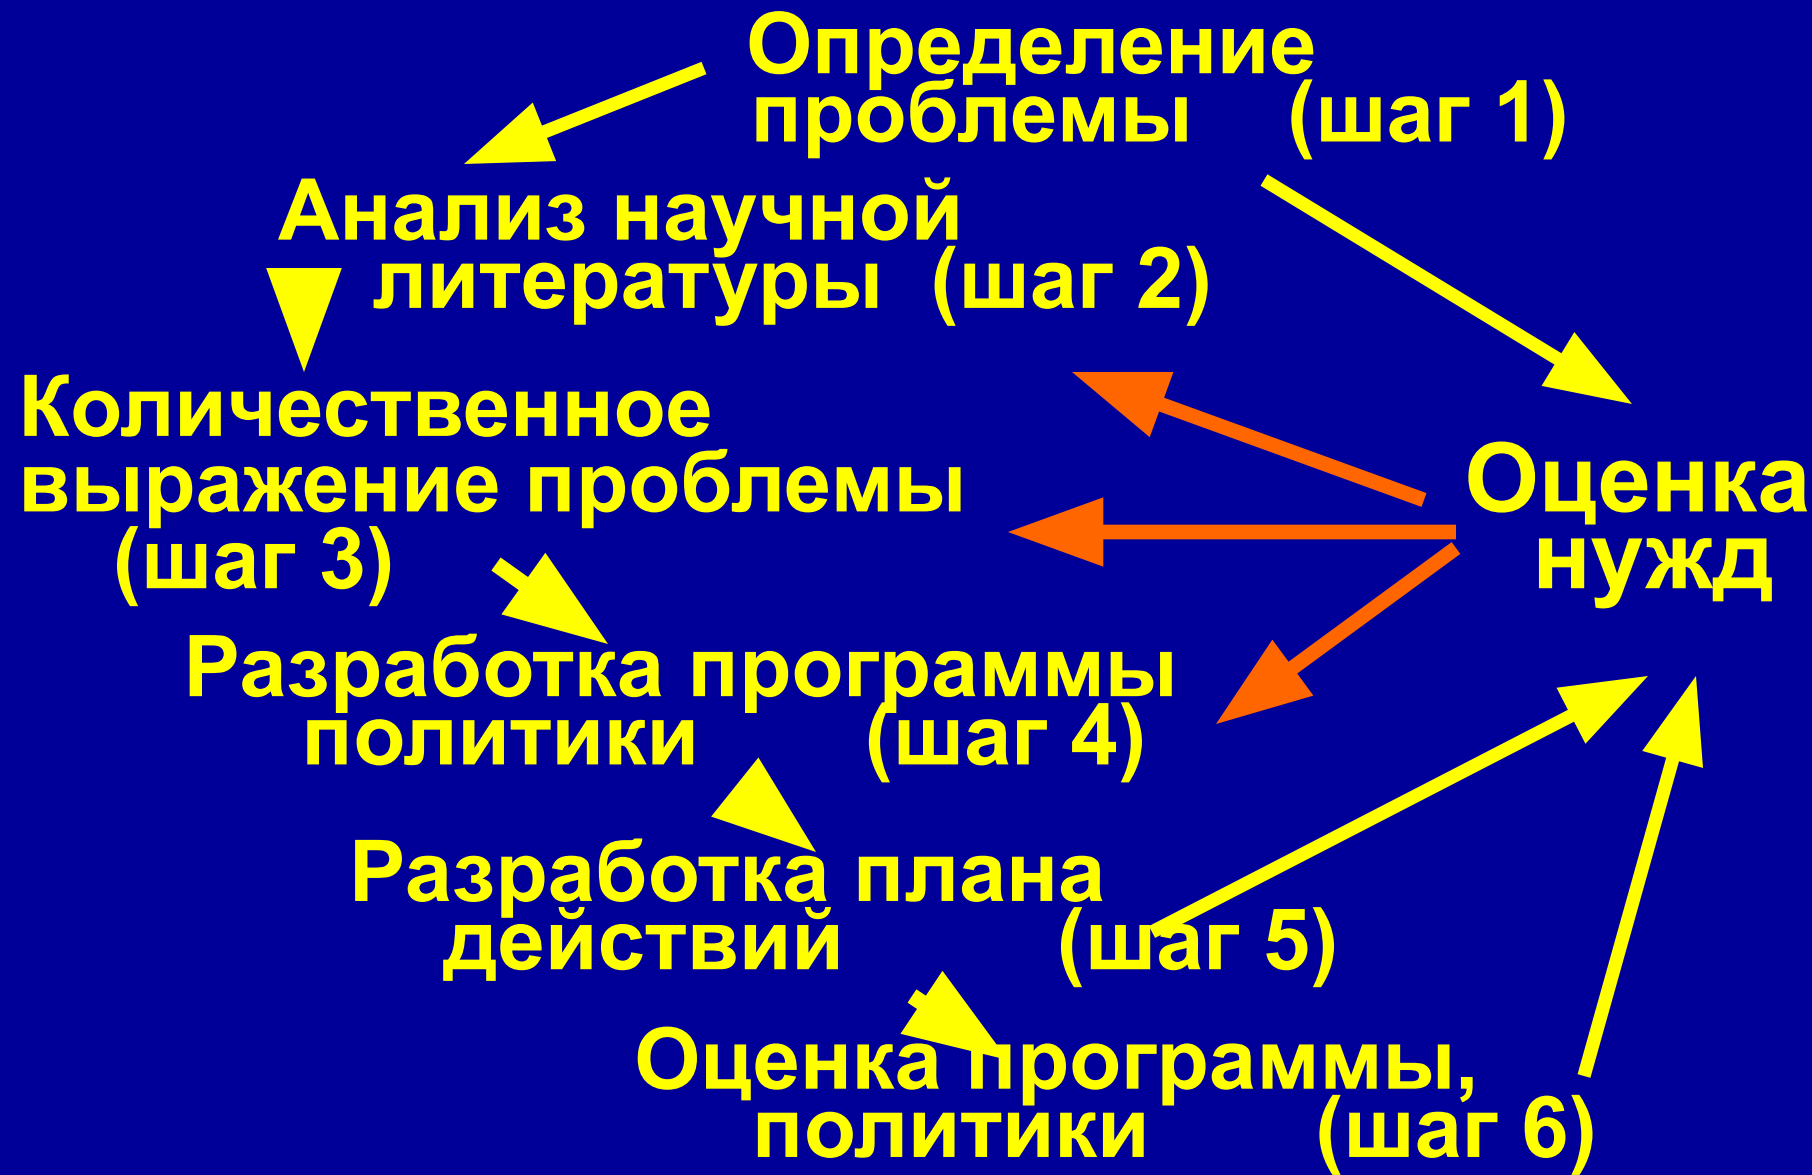 Определение
проблемы (шаг 1)
Анализ научной
литературы (шаг 2)
Количественное
выражение проблемы
(шаг 3)
Оценка
нужд
Разработка программы
политики (шаг 4)
Разработка плана
действий (шаг 5)
Оценка программы,
политики (шаг 6)